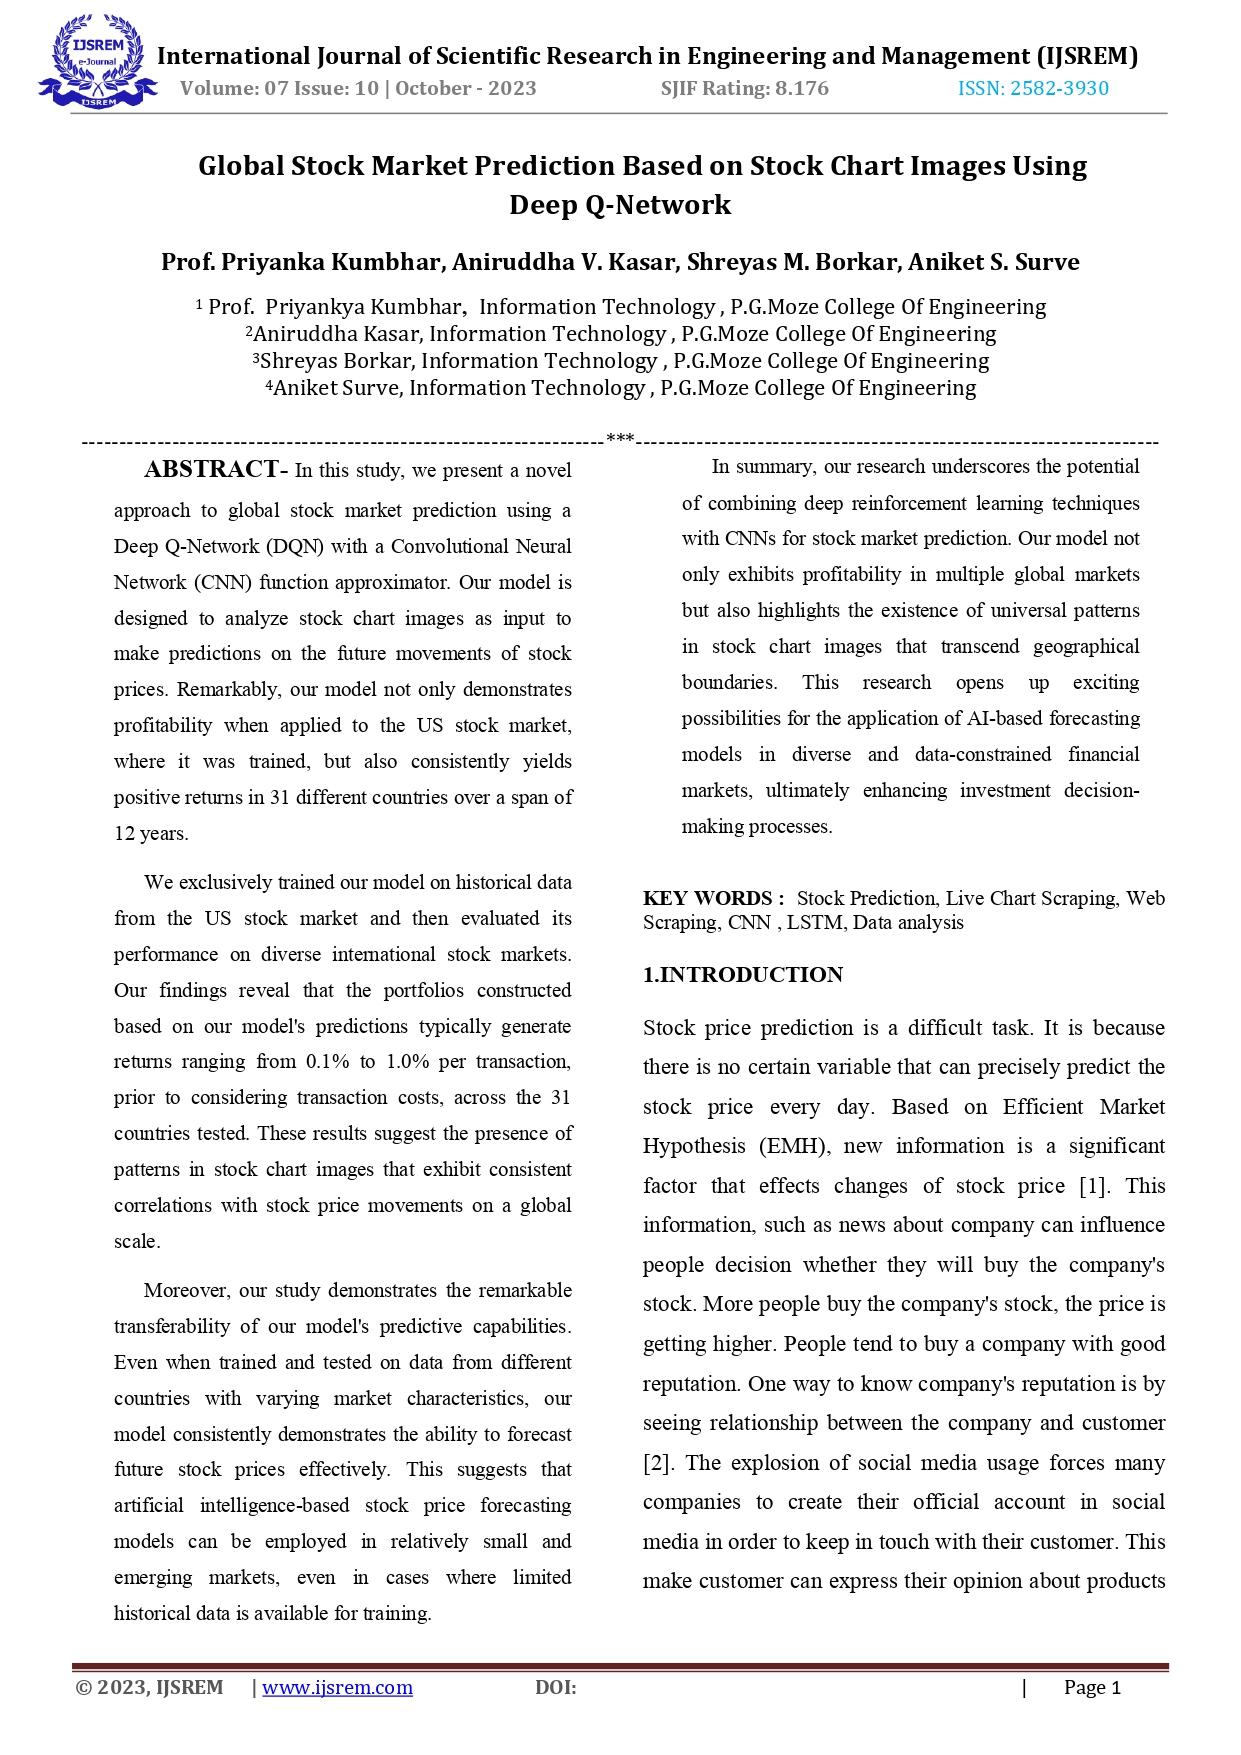 IJSREM
e-Journal
IJSREM
International Journal of Scientific Research in Engineering and Management (IJSREM)
Volume: 07 Issue: 10 | October - 2023 SJIF Rating: 8.176 ISSN: 2582-3930
Global Stock Market Prediction Based on Stock Chart Images Using
Deep Q-Network
Prof. Priyanka Kumbhar, Aniruddha V. Kasar, Shreyas M. Borkar, Aniket S. Surve
1 Prof. Priyankya Kumbhar, Information Technology , P.G.Moze College Of Engineering
2Aniruddha Kasar, Information Technology , P.G.Moze College Of Engineering
3Shreyas Borkar, Information Technology , P.G.Moze College Of Engineering
4Aniket Surve, Information Technology , P.G.Moze College Of Engineering
----------------------------------------------------------------------***----------------------------------------------------------------------
ABSTRACT- In this study, we present a novel
approach to global stock market prediction using a
Deep Q-Network (DQN) with a Convolutional Neural
Network (CNN) function approximator. Our model is
designed to analyze stock chart images as input to
make predictions on the future movements of stock
prices. Remarkably, our model not only demonstrates
profitability when applied to the US stock market,
where it was trained, but also consistently yields
positive returns in 31 different countries over a span of
12 years.
We exclusively trained our model on historical data
from the US stock market and then evaluated its
performance on diverse international stock markets.
Our findings reveal that the portfolios constructed
based on our model's predictions typically generate
returns ranging from 0.1% to 1.0% per transaction,
prior to considering transaction costs, across the 31
countries tested. These results suggest the presence of
patterns in stock chart images that exhibit consistent
correlations with stock price movements on a global
scale.
Moreover, our study demonstrates the remarkable
transferability of our model's predictive capabilities.
Even when trained and tested on data from different
countries with varying market characteristics, our
model consistently demonstrates the ability to forecast
future stock prices effectively. This suggests that
artificial intelligence-based stock price forecasting
models can be employed in relatively small and
emerging markets, even in cases where limited
historical data is available for training.
In summary, our research underscores the potential
of combining deep reinforcement learning techniques
with CNNs for stock market prediction. Our model not
only exhibits profitability in multiple global markets
but also highlights the existence of universal patterns
in stock chart images that transcend geographical
boundaries. This research opens up exciting
possibilities for the application of AI-based forecasting
models in diverse and data-constrained financial
markets, ultimately enhancing investment decision-
making processes.
KEY WORDS : Stock Prediction, Live Chart Scraping, Web
Scraping, CNN , LSTM, Data analysis
1.INTRODUCTION
Stock price prediction is a difficult task. It is because
there is no certain variable that can precisely predict the
stock price every day. Based on Efficient Market
Hypothesis (EMH), new information is a significant
factor that effects changes of stock price [1]. This
information, such as news about company can influence
people decision whether they will buy the company's
stock. More people buy the company's stock, the price is
getting higher. People tend to buy a company with good
reputation. One way to know company's reputation is by
seeing relationship between the company and customer
[2]. The explosion of social media usage forces many
companies to create their official account in social
media in order to keep in touch with their customer. This
make customer can express their opinion about products
© 2023, IJSREM | www.ijsrem.com DOI: | Page 1